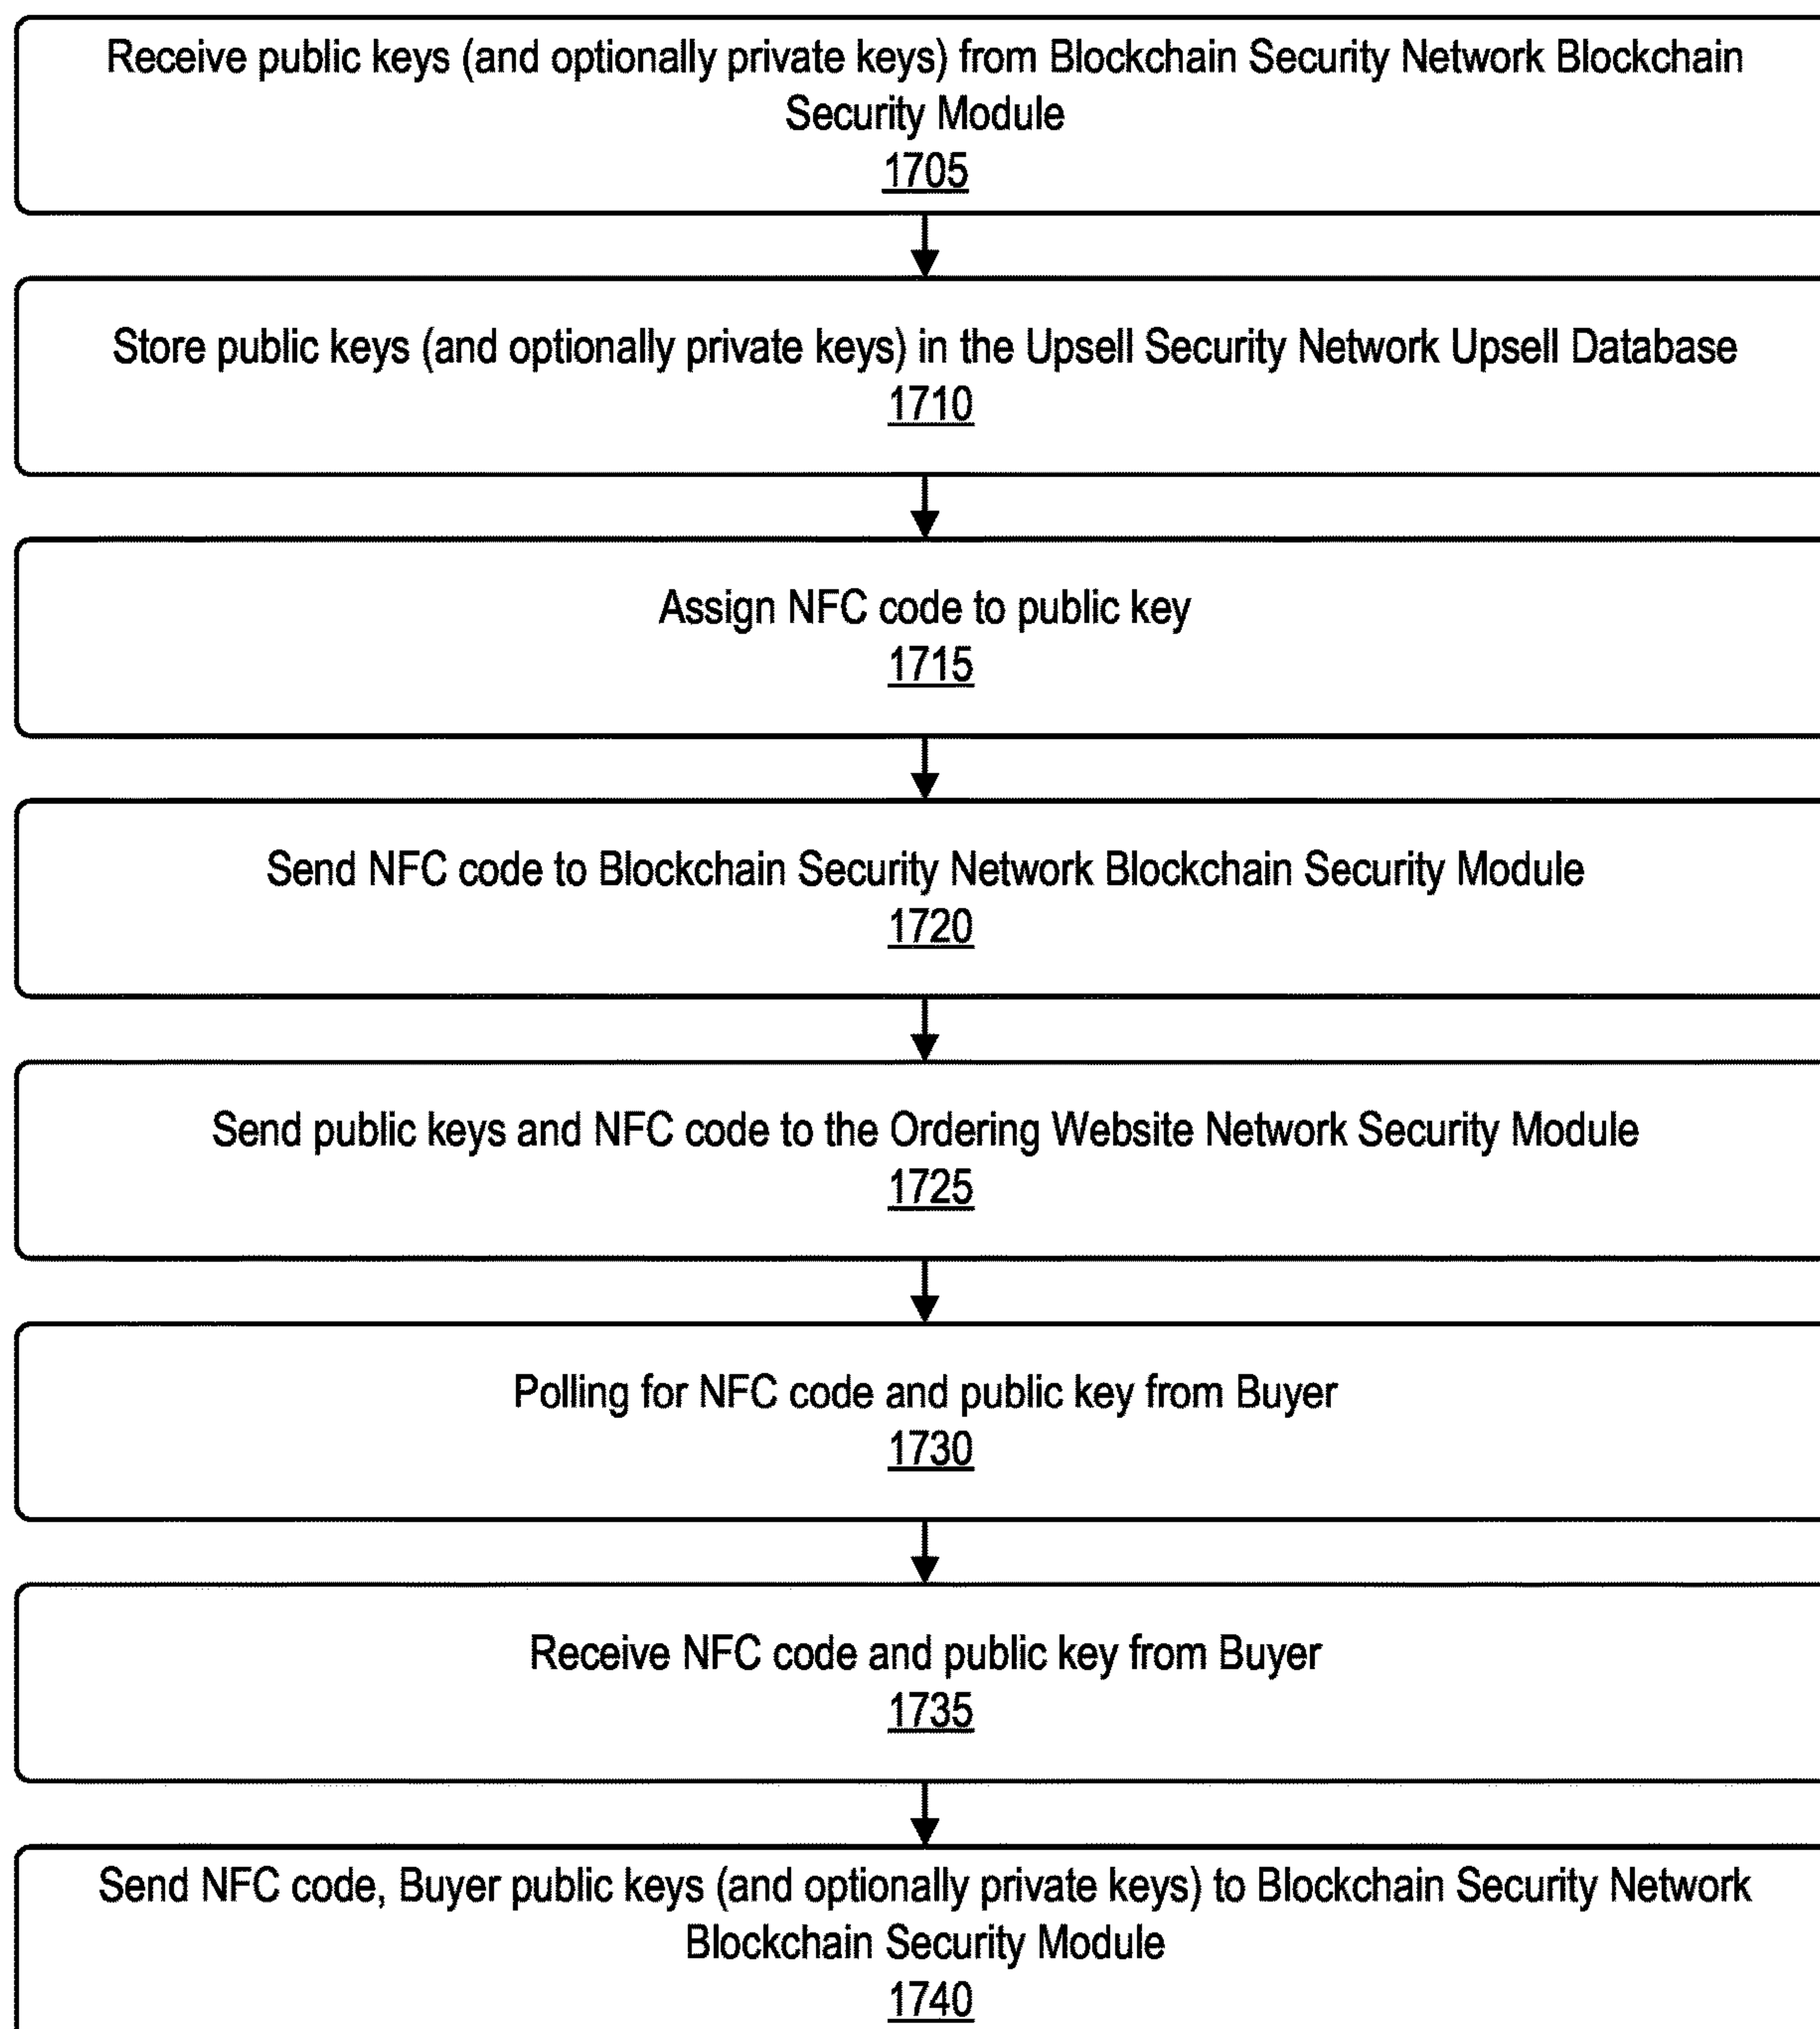 Receive public keys (and optionally private keys) from Blockchain Security Network Blockchain
Security Module
1705
Store public keys (and optionally private keys) in the Upsell Security Network Upsell Database
1710
Assign NFC code to public key
1715
Send NFC code to Blockchain Security Network Blockchain Security Module
1720
Send public keys and NFC code to the Ordering Website Network Security Module
1725
Polling for NFC code and public key from Buyer
1730
Receive NFC code and public key from Buyer
1735
Send NFC code, Buyer public keys (and optionally private keys) to Blockchain Security Network
Blockchain Security Module
1740